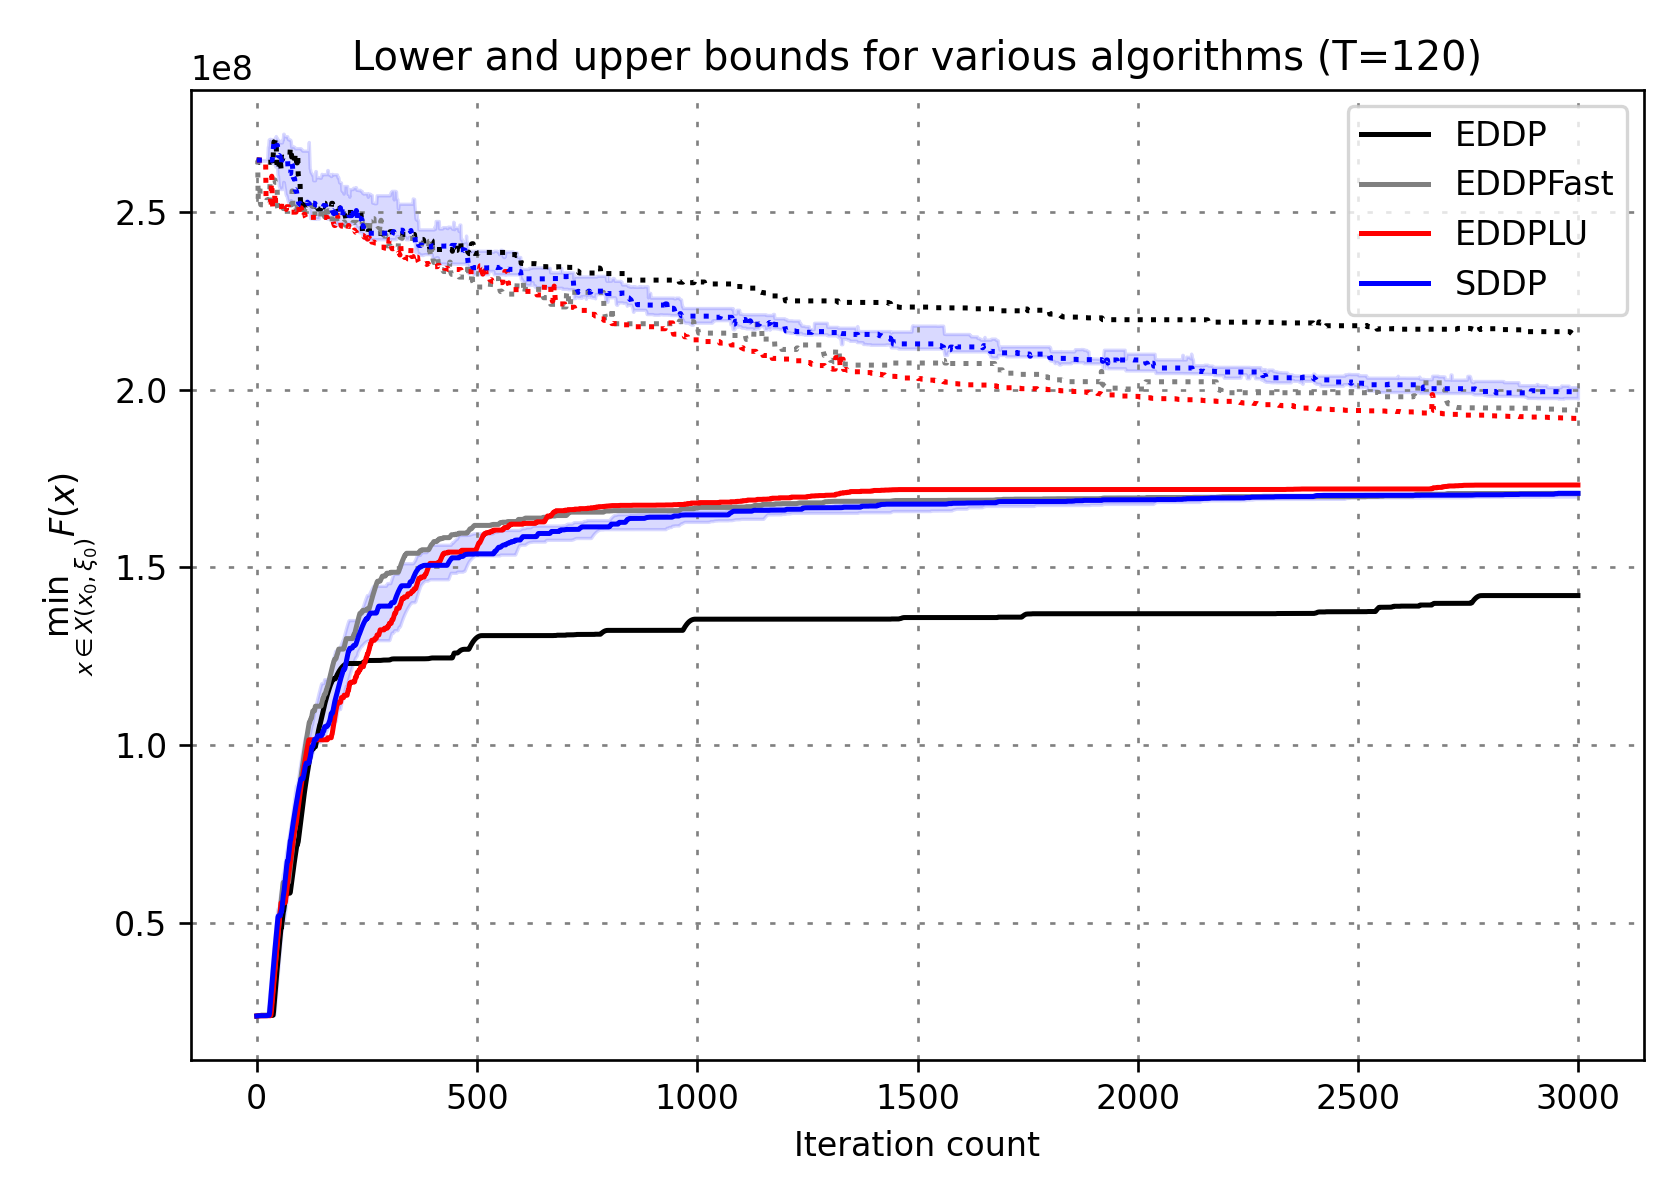 Lower and upper bounds for various algorithms (T=120)
1e8
2.5
2.0
1.5
1.0
0.5
min F(x)
x∈X(x₀, ξ₀)
EDDP
EDDPFast
EDDPLU
SDDP
0 500 1000 1500 2000 2500 3000
Iteration count